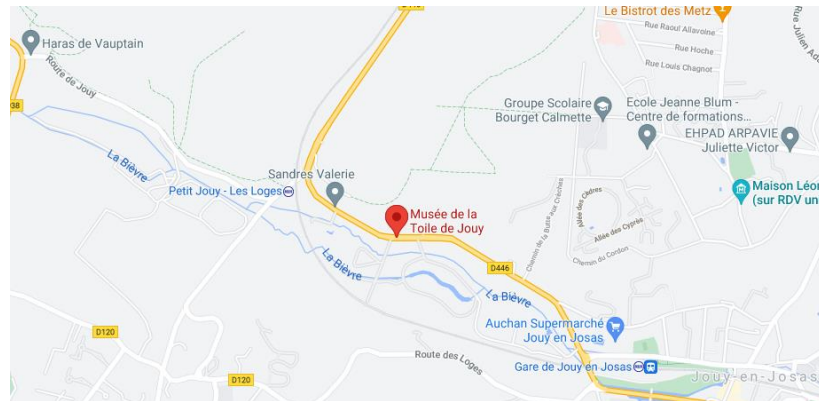 Le Bistrot des Metz
Rue Raoul Allavoine
Rue Hoche
Rue Louis Chagnot
Haras de Vauptain
Route de Jouy
D446
D938
La Bièvre
Groupe Scolaire
Bourget Calmette
Ecole Jeanne Blum -
Centre de formations...
EHPAD ARPAVIE
Juliette Victor
Sandres Valerie
Petit Jouy - Les Loges
Musée de la
Toile de Jouy
Allée des Cèdres
Allée des Cyprès
Chemin du Cordon
(sur RDV un
La Bièvre
D446
La Bièvre
Auchan Supermarché
Jouy en Josas
D120
Route des Loges
D120
Gare de Jouy en Josas
Jouy-en-Josas